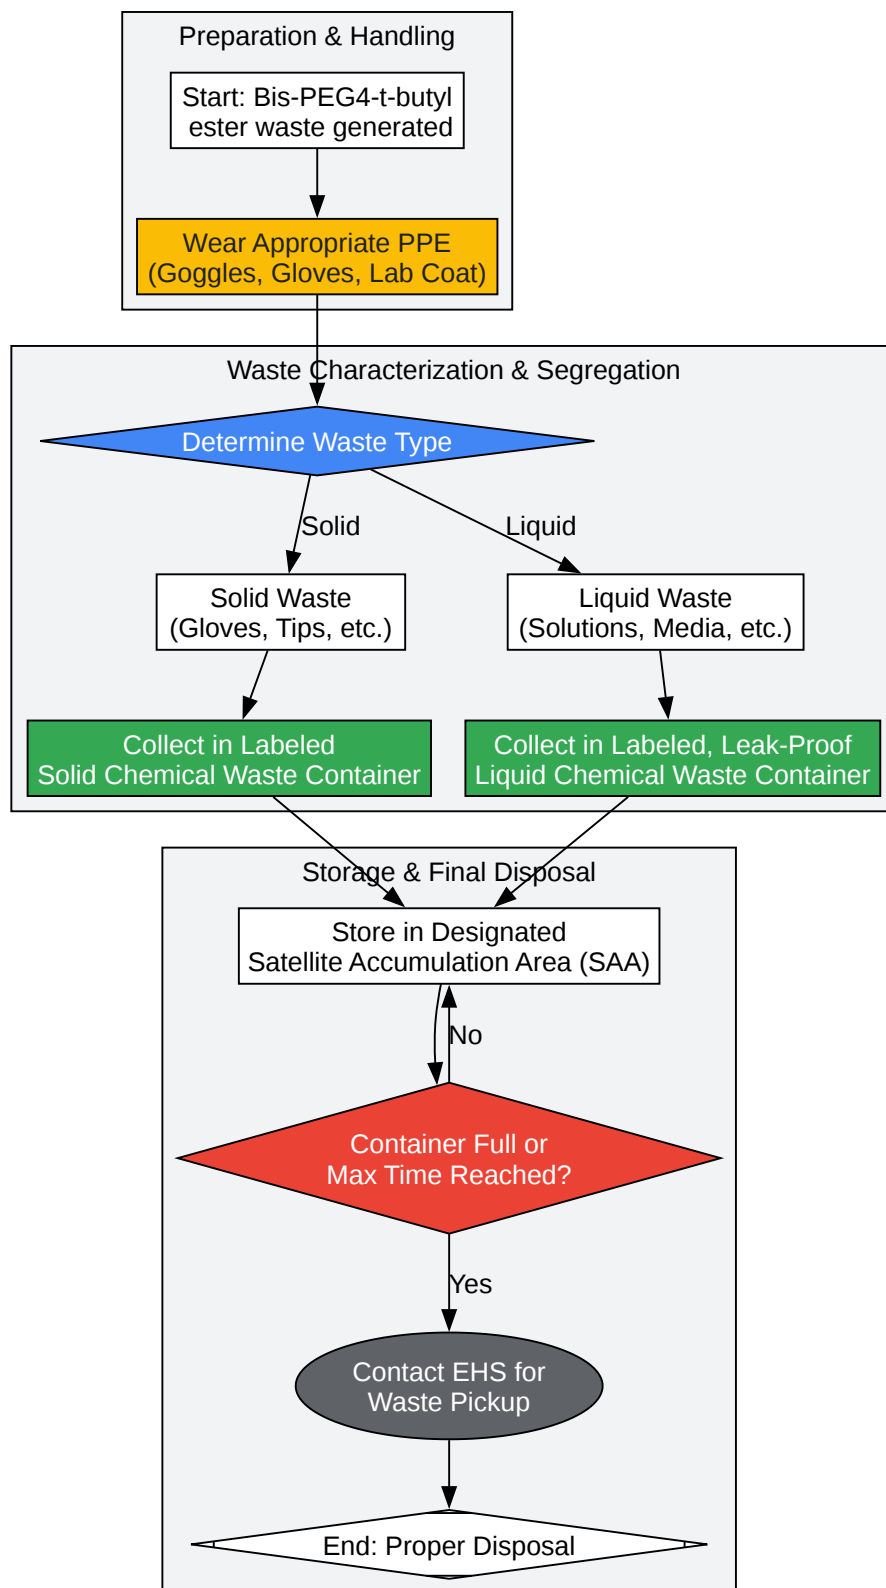 Preparation & Handling
Start: Bis-PEG4-t-butyl
ester waste generated
Wear Appropriate PPE
(Goggles, Gloves, Lab Coat)
Waste Characterization & Segregation
Determine Waste Type
Solid
Liquid
Solid Waste
(Gloves, Tips, etc.)
Liquid Waste
(Solutions, Media, etc.)
Collect in Labeled
Solid Chemical Waste Container
Collect in Labeled, Leak-Proof
Liquid Chemical Waste Container
Storage & Final Disposal
Store in Designated
Satellite Accumulation Area (SAA)
No
Container Full or
Max Time Reached?
Yes
Contact EHS for
Waste Pickup
End: Proper Disposal